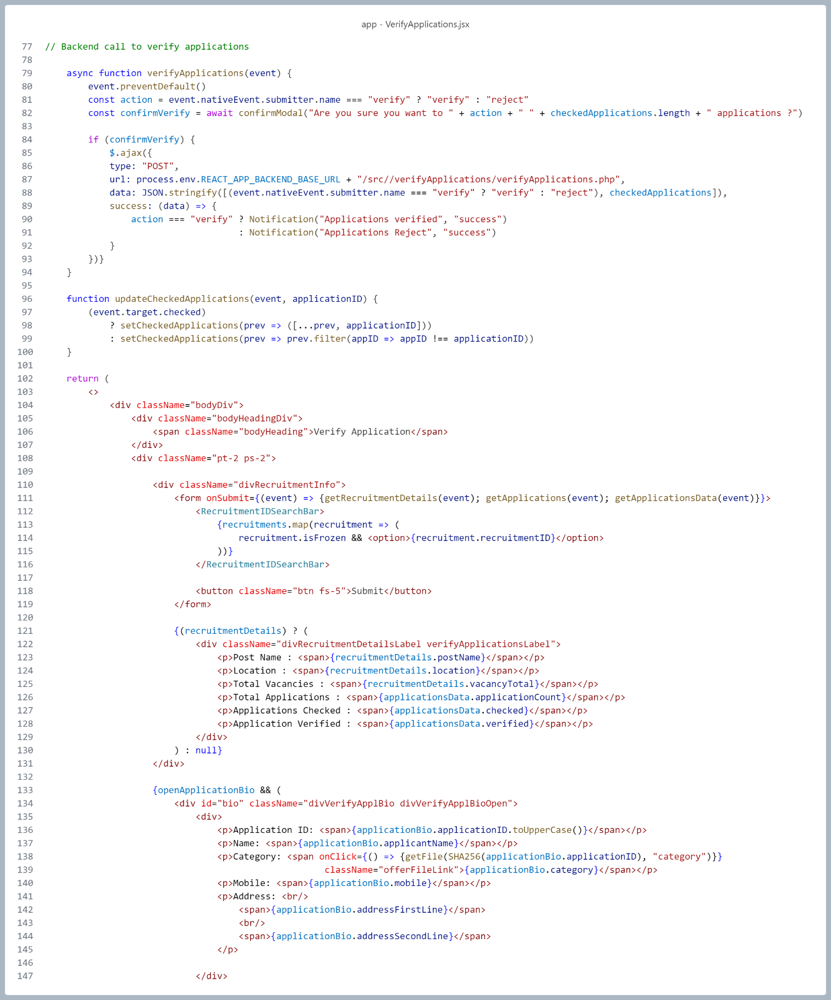 app - VerifyApplications.jsx
77 // Backend call to verify applications
78
79 async function verifyApplications(event) {
80 event.preventDefault()
81 const action = event.nativeEvent.submitter.name === "verify" ? "verify" : "reject"
82 const confirmVerify = await confirmModal("Are you sure you want to " + action + " " + checkedApplications.length + " applications ?")
83
84 if (confirmVerify) {
85 $.ajax({
86 type: "POST",
87 url: process.env.REACT_APP_BACKEND_BASE_URL + "/src//verifyApplications/verifyApplications.php",
88 data: JSON.stringify([(event.nativeEvent.submitter.name === "verify" ? "verify" : "reject"), checkedApplications]),
89 success: (data) => {
90 action === "verify" ? Notification("Applications verified", "success")
91 : Notification("Applications Reject", "success")
92 }
93 })}
94 }
95
96 function updateCheckedApplications(event, applicationID) {
97 (event.target.checked)
98 ? setCheckedApplications(prev => ([...prev, applicationID]))
99 : setCheckedApplications(prev => prev.filter(appID => appID !== applicationID))
100 }
101
102 return (
103 <>
104 <div className="bodyDiv">
105 <div className="bodyHeadingDiv">
106 <span className="bodyHeading">Verify Application</span>
107 </div>
108 <div className="pt-2 ps-2">
109
110 <div className="divRecruitmentInfo">
111 <form onSubmit={(event) => {getRecruitmentDetails(event); getApplications(event); getApplicationsData(event)}}>
112 <RecruitmentIDSearchBar>
113 {recruitments.map(recruitment => (
114 recruitment.isFrozen && <option>{recruitment.recruitmentID}</option>
115 ))}
116 </RecruitmentIDSearchBar>
117
118 <button className="btn fs-5">Submit</button>
119 </form>
120
121 {(recruitmentDetails) ? (
122 <div className="divRecruitmentDetailsLabel verifyApplicationsLabel">
123 <p>Post Name : <span>{recruitmentDetails.postName}</span></p>
124 <p>Location : <span>{recruitmentDetails.location}</span></p>
125 <p>Total Vacancies : <span>{recruitmentDetails.vacancyTotal}</span></p>
126 <p>Total Applications : <span>{applicationsData.applicationCount}</span></p>
127 <p>Applications Checked : <span>{applicationsData.checked}</span></p>
128 <p>Application Verified : <span>{applicationsData.verified}</span></p>
129 </div>
130 ) : null}
131 </div>
132
133 {openApplicationBio && (
134 <div id="bio" className="divVerifyApplBio divVerifyApplBioOpen">
135 <div>
136 <p>Application ID: <span>{applicationBio.applicationID.toUpperCase()}</span></p>
137 <p>Name: <span>{applicationBio.applicantName}</span></p>
138 <p>Category: <span onClick={() => {getFile(SHA256(applicationBio.applicationID), "category")}}
139 className="offerFileLink">{applicationBio.category}</span></p>
140 <p>Mobile: <span>{applicationBio.mobile}</span></p>
141 <p>Address: <br/>
142 <span>{applicationBio.addressFirstLine}</span>
143 <br/>
144 <span>{applicationBio.addressSecondLine}</span>
145 </p>
146
147 </div>